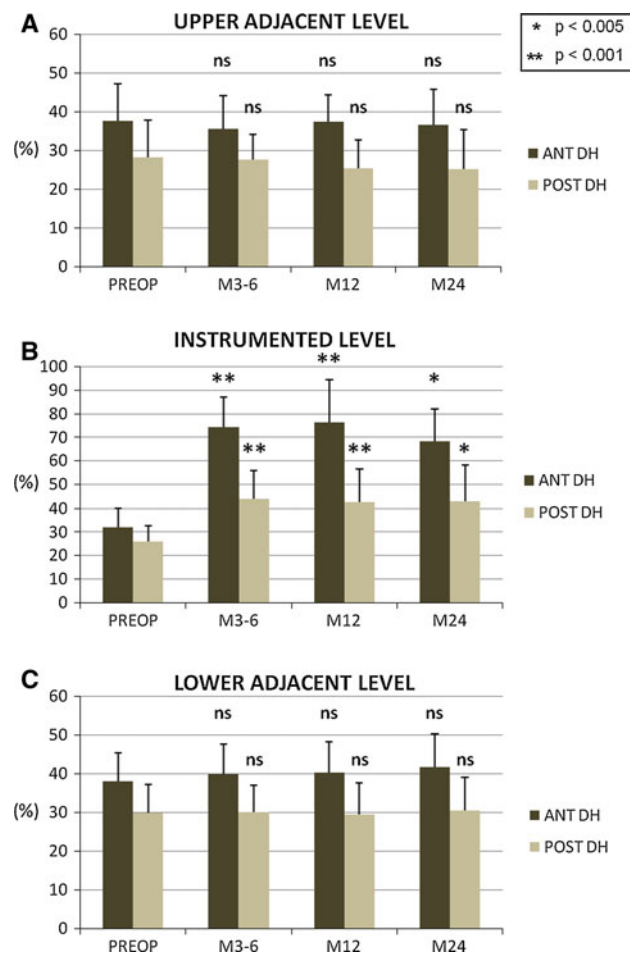 A UPPER ADJACENT LEVEL
* p < 0.005
** p < 0.001
60
50
40
(%) 30
20
10
0
ns ns ns
ns ns ns
ANT DH
POST DH
PREOP M3-6 M12 M24
B INSTRUMENTED LEVEL
100
90
80
70
60
(%) 50
40
30
20
10
0
** ** *
** ** *
ANT DH
POST DH
PREOP M3-6 M12 M24
C LOWER ADJACENT LEVEL
60
50
40
(%) 30
20
10
0
ns ns ns
ns ns ns
ANT DH
POST DH
PREOP M3-6 M12 M24